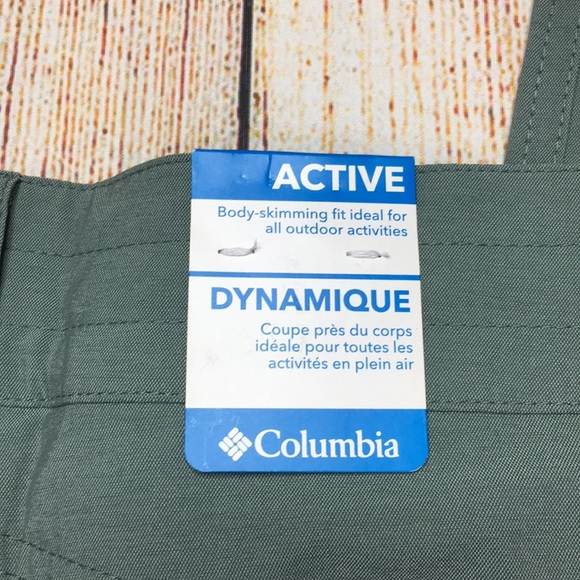 ACTIVE
Body-skimming fit ideal for
all outdoor activities
DYNAMIQUE
Coupe près du corps
idéale pour toutes les
activités en plein air
Columbia